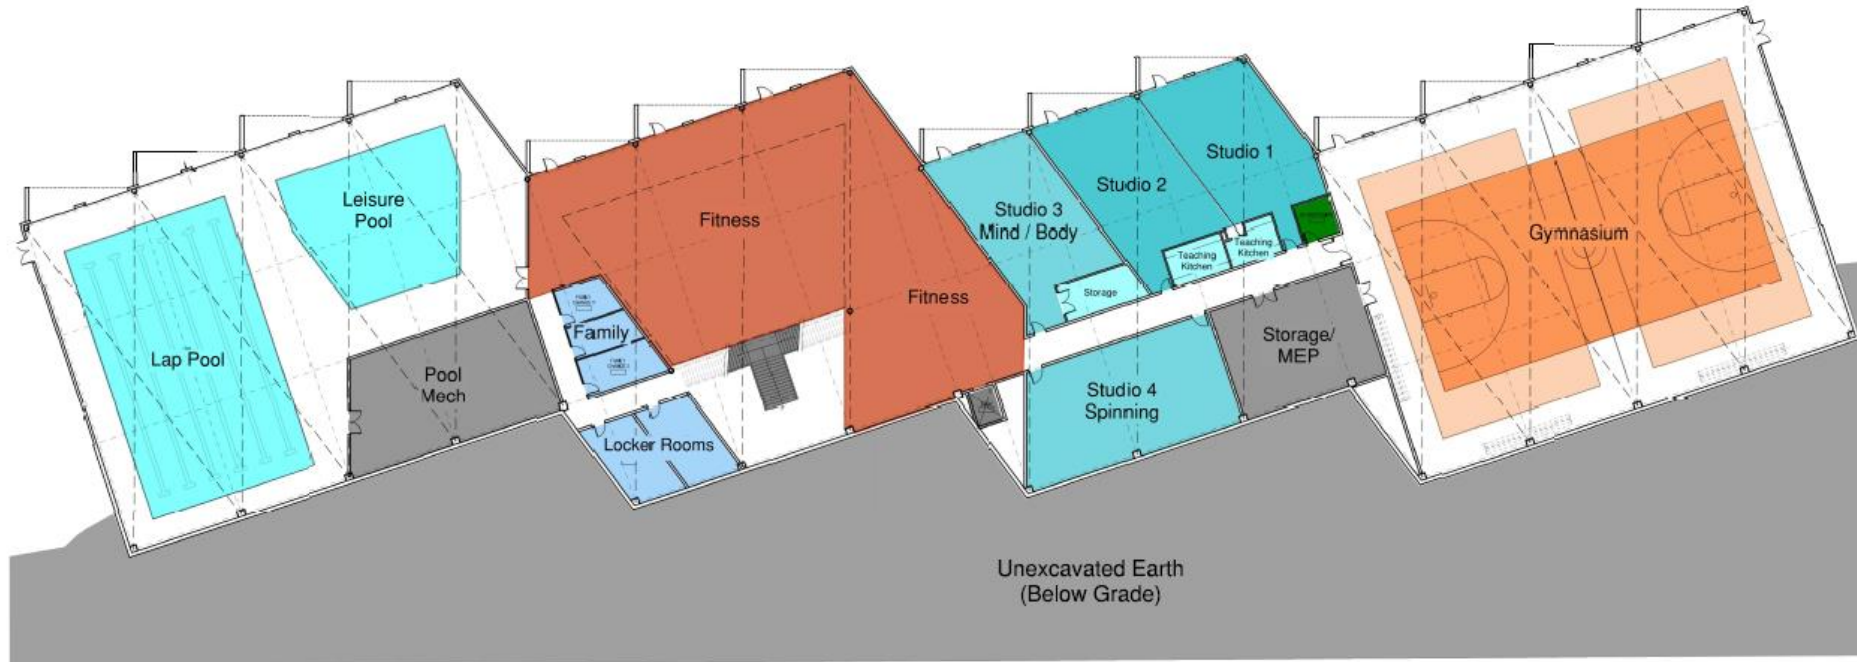 Leisure
Pool
Lap Pool
Pool
Mech
Fitness
Family
Locker Rooms
Fitness
Studio 3
Mind / Body
Storage
Studio 2
Studio 1
Teaching
Kitchen
Teaching
Kitchen
Studio 4
Spinning
Storage/
MEP
Gymnasium
Unexcavated Earth
(Below Grade)